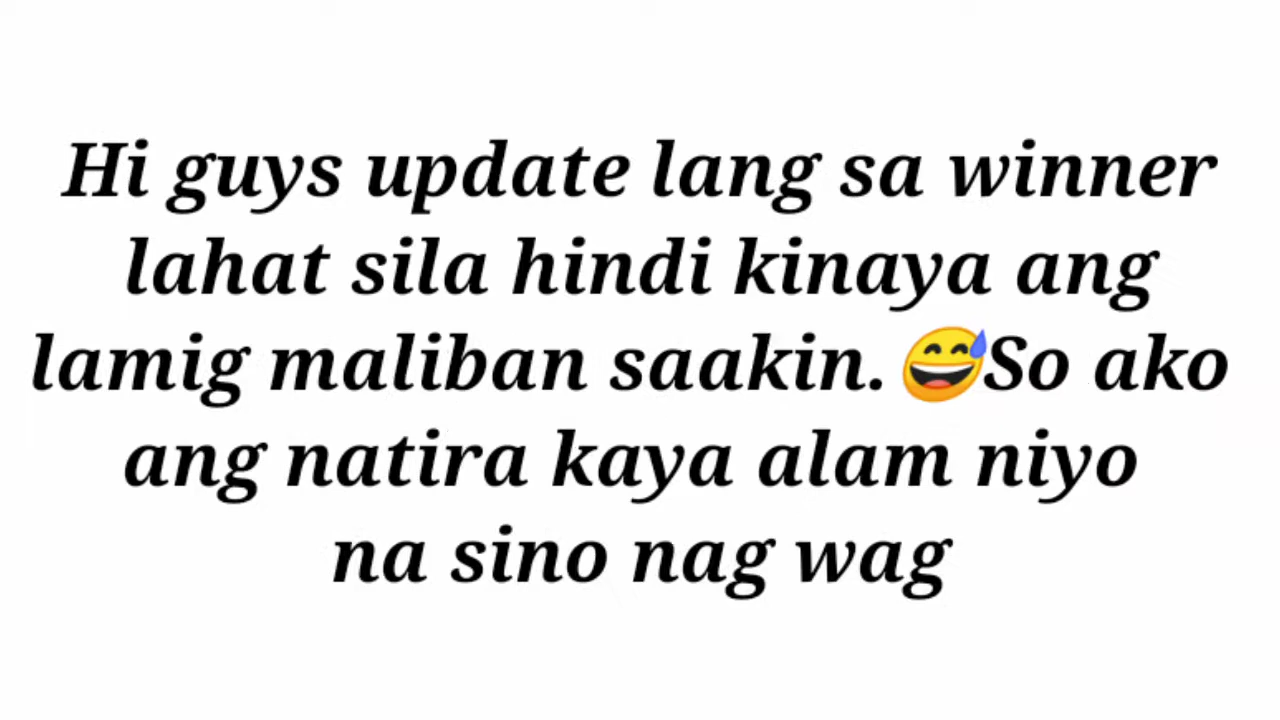 Hi guys update lang sa winner
lahat sila hindi kinaya ang
lamig maliban saakin. 😅So ako
ang natira kaya alam niyo
na sino nag wag